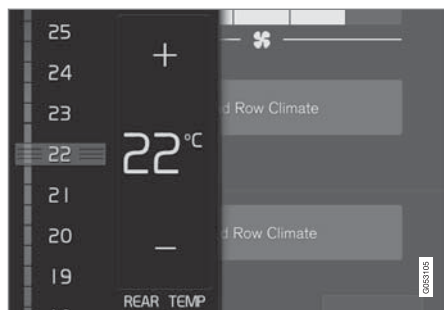 25
24
23
22
21
20
19
+
22°C
−
REAR TEMP
d Row Climate
d Row Climate
G053105